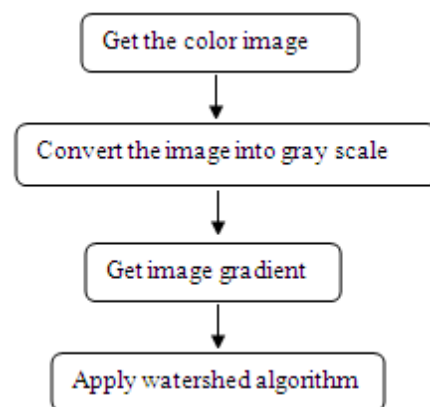 Get the color image
Convert the image into gray scale
Get image gradient
Apply watershed algorithm